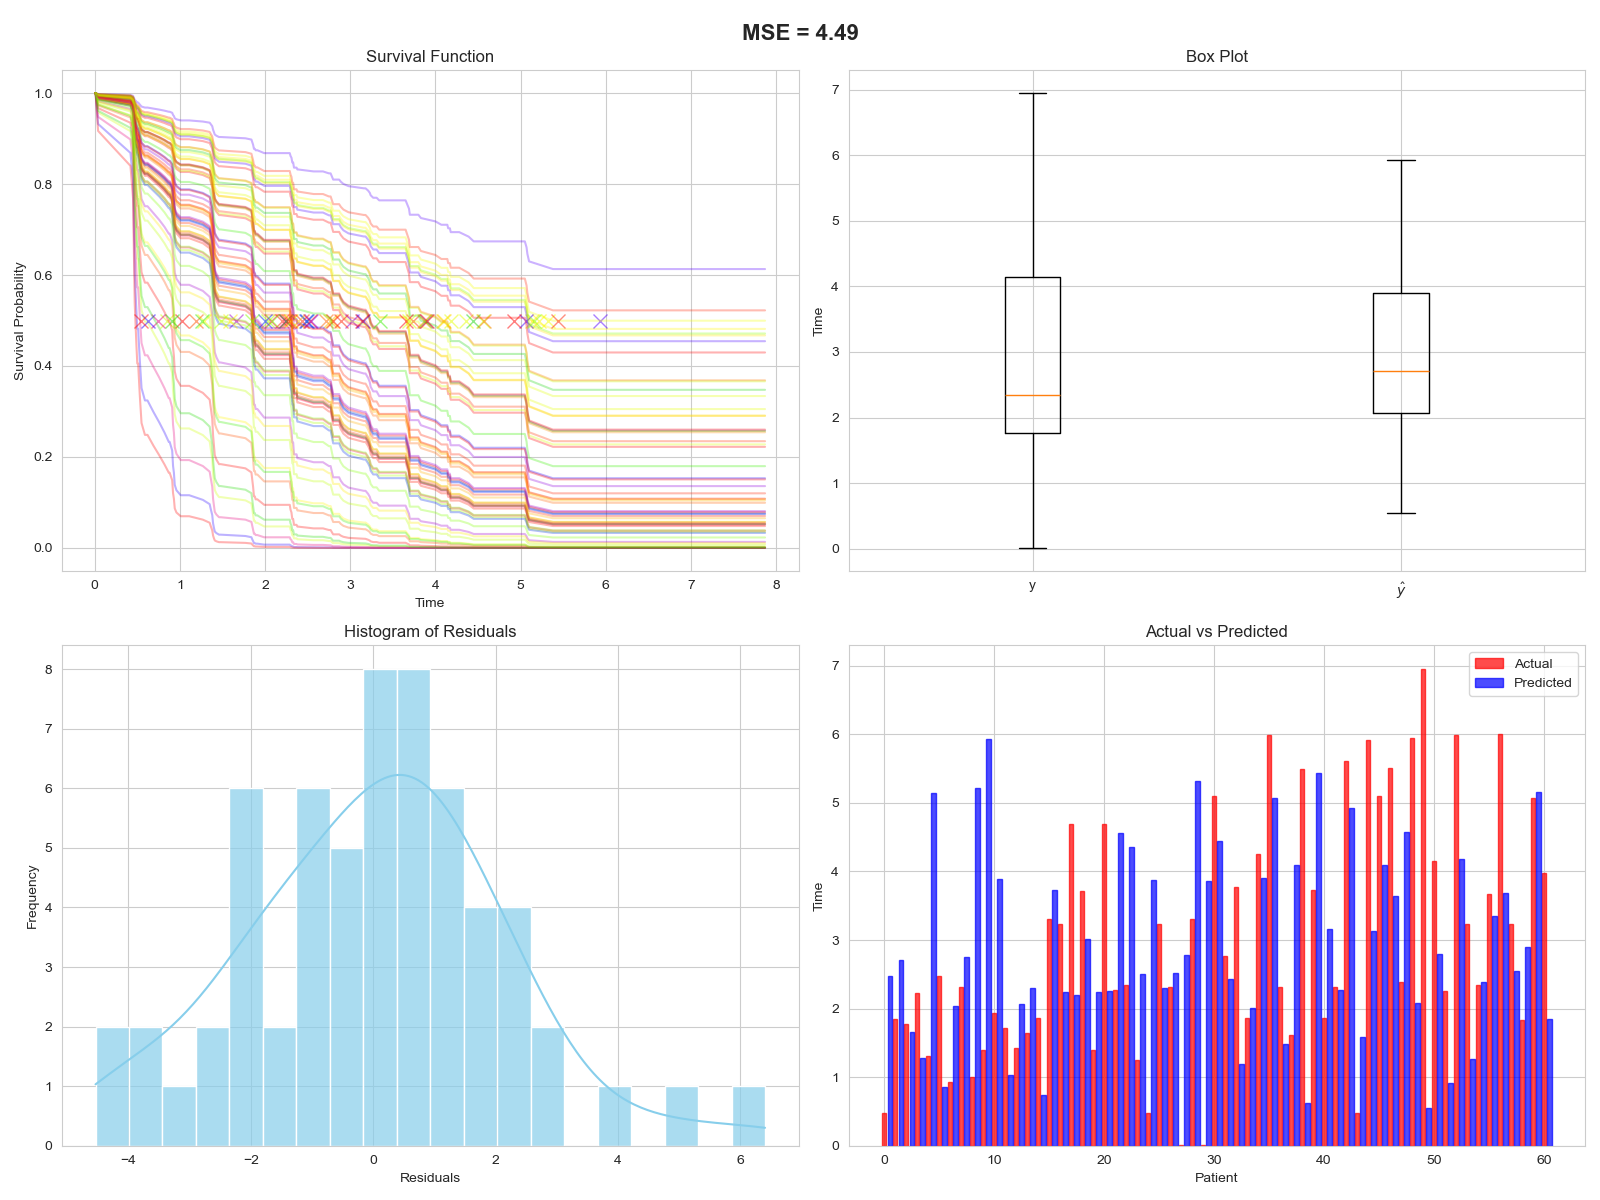 MSE = 4.49
Survival Function
Survival Probability
1.0
0.8
0.6
0.4
0.2
0.0
0 1 2 3 4 5 6 7 8
Time
Box Plot
Time
7
6
5
4
3
2
1
0
y ŷ
Histogram of Residuals
Frequency
8
7
6
5
4
3
2
1
0
−4 −2 0 2 4 6
Residuals
Actual vs Predicted
Actual
Predicted
Time
7
6
5
4
3
2
1
0
0 10 20 30 40 50 60
Patient